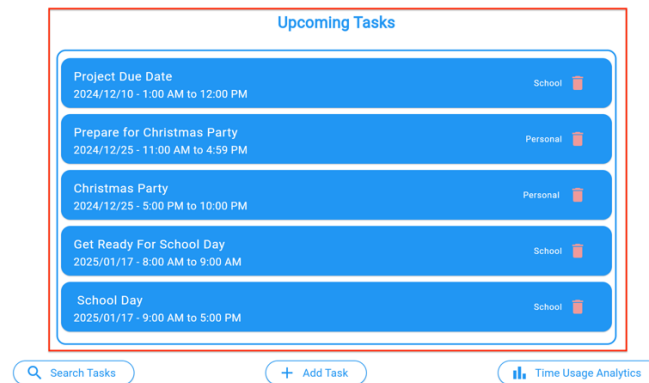 Upcoming Tasks
Project Due Date
School
2024/12/10 - 1:00 AM to 12:00 PM
Prepare for Christmas Party
Personal
2024/12/25 - 11:00 AM to 4:59 PM
Christmas Party
Personal
2024/12/25 - 5:00 PM to 10:00 PM
Get Ready For School Day
School
2025/01/17 - 8:00 AM to 9:00 AM
School Day
School
2025/01/17 - 9:00 AM to 5:00 PM
Search Tasks
Add Task
Time Usage Analytics